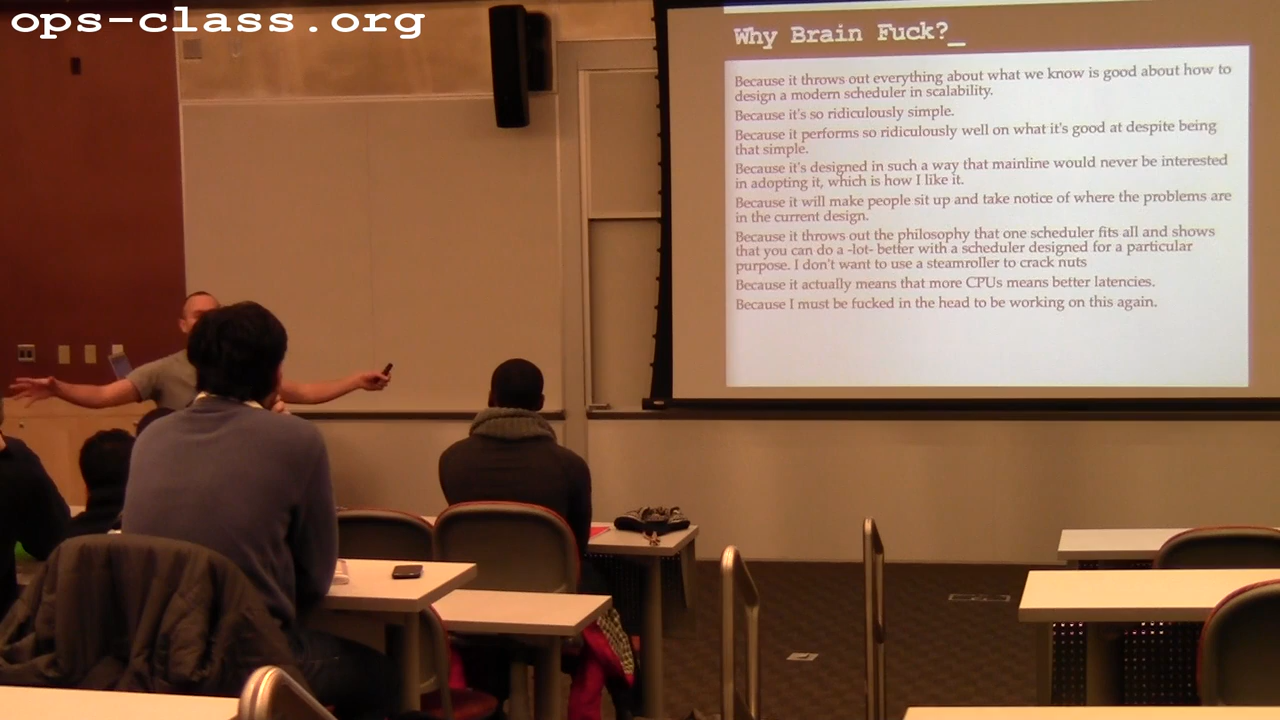 ops-class.org
Why Brain Fuck?_
Because it throws out everything about what we know is good about how to
design a modern scheduler in scalability.
Because it's so ridiculously simple.
Because it performs so ridiculously well on what it's good at despite being
that simple.
Because it's designed in such a way that mainline would never be interested
in adopting it, which is how I like it.
Because it will make people sit up and take notice of where the problems are
in the current design.
Because it throws out the philosophy that one scheduler fits all and shows
that you can do a -lot- better with a scheduler designed for a particular
purpose. I don't want to use a steamroller to crack nuts
Because it actually means that more CPUs means better latencies.
Because I must be fucked in the head to be working on this again.